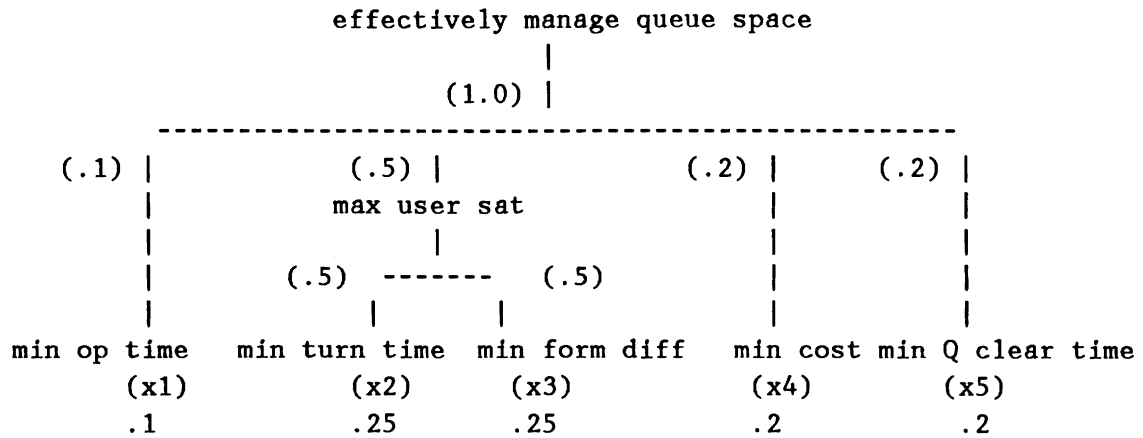 effectively manage queue space
(1.0)
(.1) (.5) (.2) (.2)
max user sat
(.5) (.5)
min op time min turn time min form diff min cost min Q clear time
(x1) (x2) (x3) (x4) (x5)
.1 .25 .25 .2 .2